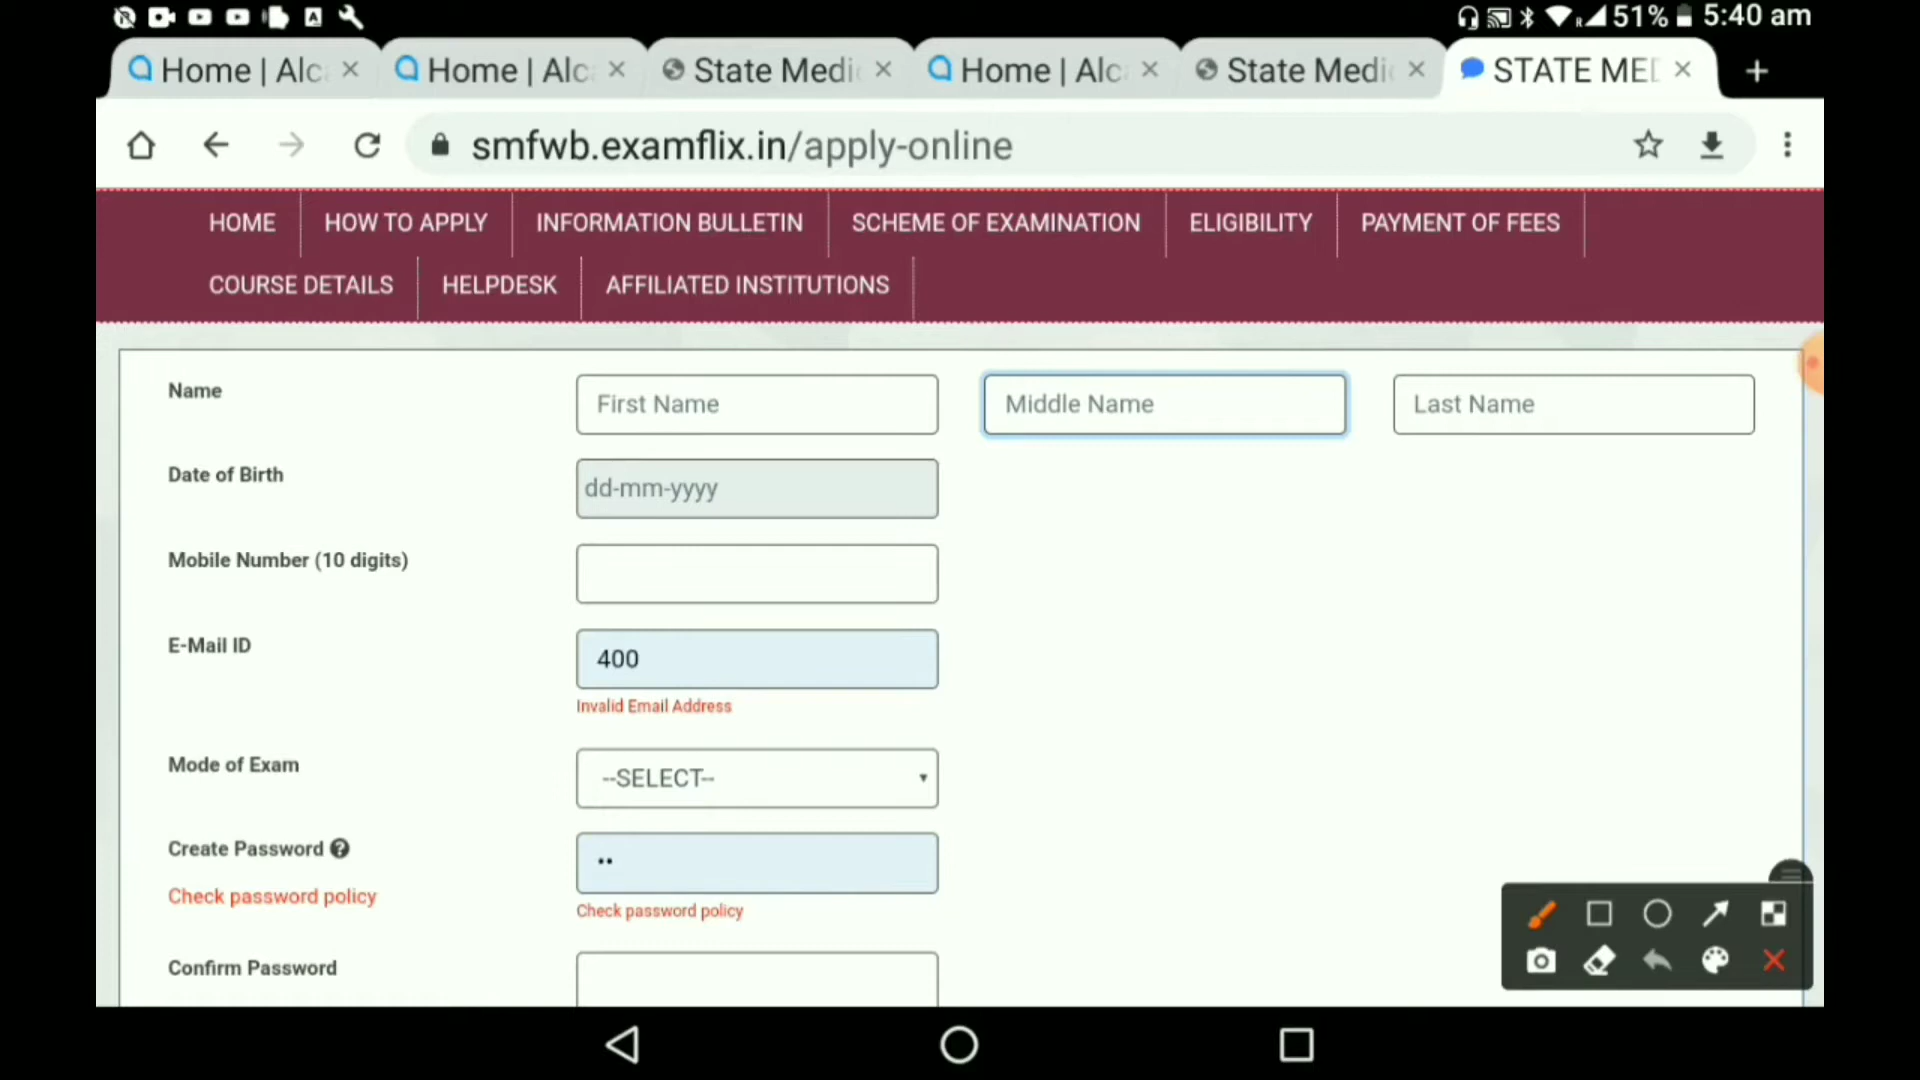 51% 5:40 am
Home | Alc
Home | Alc
State Medi
Home | Alc
State Medi
STATE MED
smfwb.examflix.in/apply-online
HOME
HOW TO APPLY
INFORMATION BULLETIN
SCHEME OF EXAMINATION
ELIGIBILITY
PAYMENT OF FEES
COURSE DETAILS
HELPDESK
AFFILIATED INSTITUTIONS
Name
First Name
Middle Name
Last Name
Date of Birth
dd-mm-yyyy
Mobile Number (10 digits)
E-Mail ID
400
Invalid Email Address
Mode of Exam
--SELECT--
Create Password
Check password policy
••
Check password policy
Confirm Password